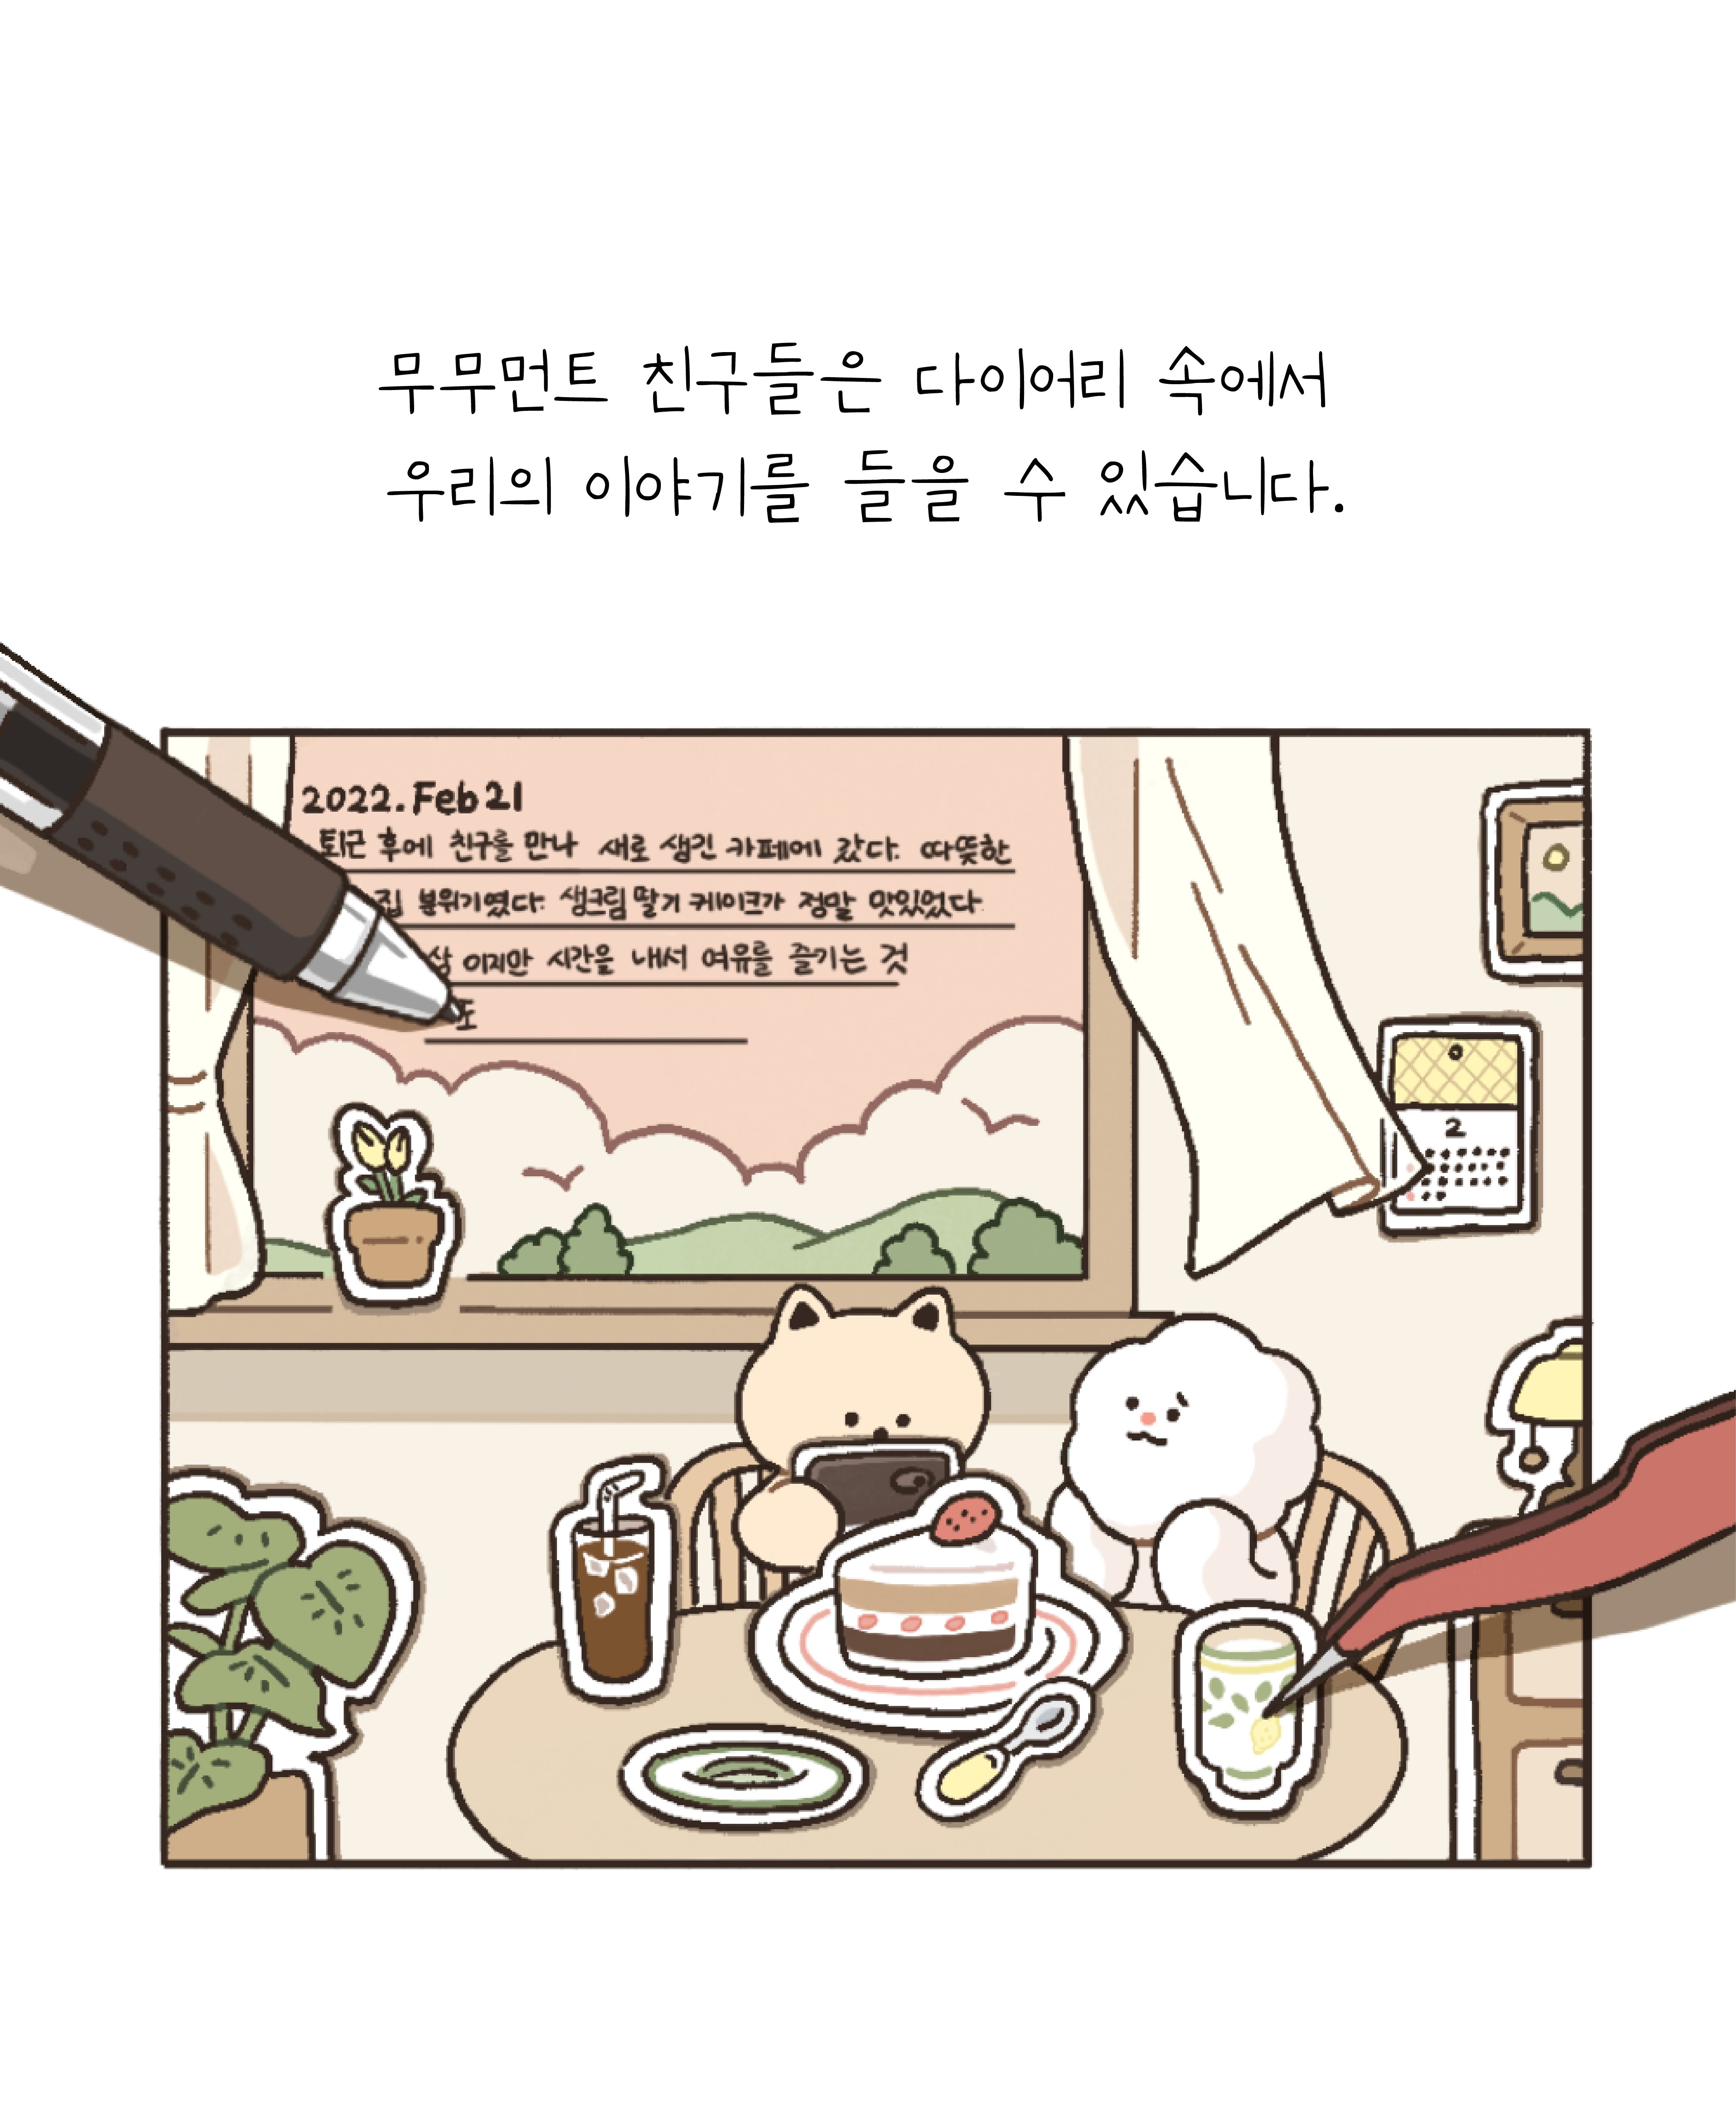 무무먼트 친구들은 다이어리 속에서
우리의 이야기를 들을 수 있습니다.
2022. Feb 21
퇴근 후에 친구를 만나 새로 생긴 카페에 갔다. 따뜻한
집 분위기였다. 생크림 딸기 케이크가 정말 맛있었다
상 이지만 시간을 내서 여유를 즐기는 것
도
2